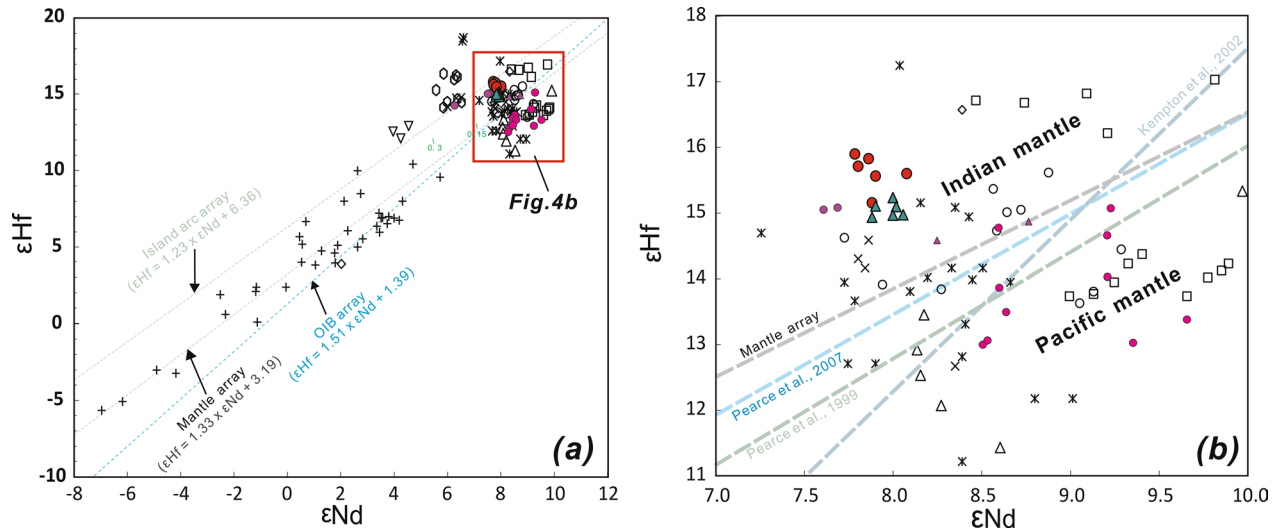 20
15
10
5
0
-5
-10
-8
-6
-4
-2
0
2
4
6
8
10
12
εHf
εNd
Island arc array
(εHf = 1.23 x εNd + 6.36)
Mantle array
(εHf = 1.33 x εNd + 3.19)
OIB array
(εHf = 1.51 x εNd + 1.39)
0.3
0.15
Fig.4b
(a)
18
17
16
15
14
13
12
11
7.0
7.5
8.0
8.5
9.0
9.5
10.0
εHf
εNd
Kempton et al., 2002
Indian mantle
Pacific mantle
Mantle array
Pearce et al., 2007
Pearce et al., 1999
(b)